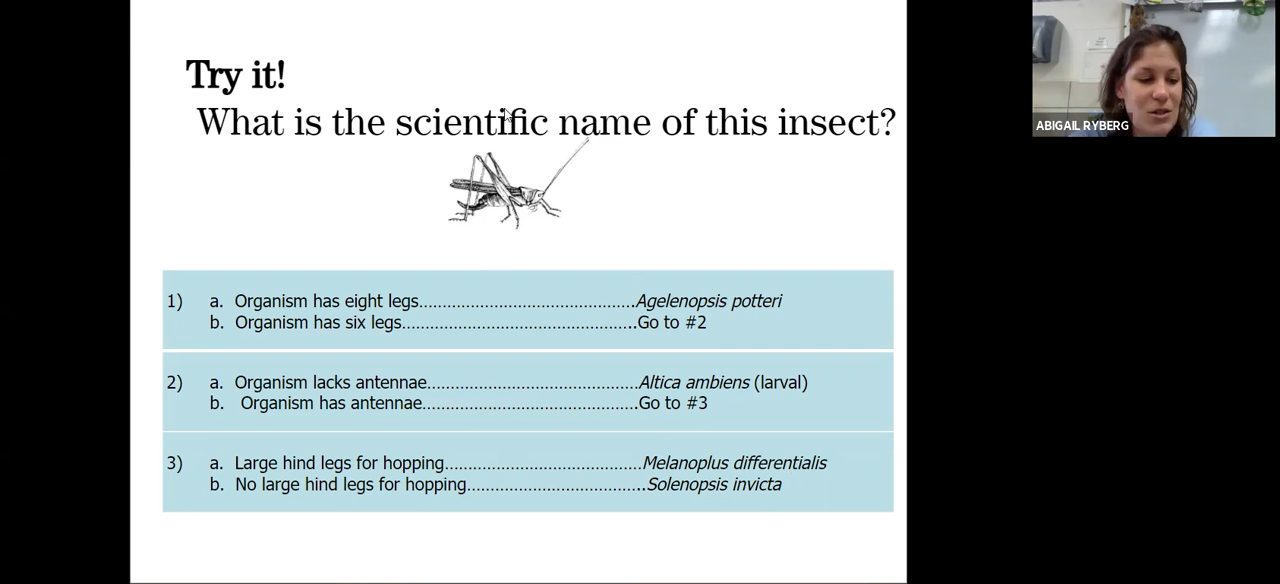 Try it!
What is the scientific name of this insect?
ABIGAIL RYBERG
1) a. Organism has eight legs..............................................Agelenopsis potteri
b. Organism has six legs..................................................Go to #2
2) a. Organism lacks antennae.............................................Altica ambiens (larval)
b. Organism has antennae..............................................Go to #3
3) a. Large hind legs for hopping..........................................Melanoplus differentialis
b. No large hind legs for hopping......................................Solenopsis invicta